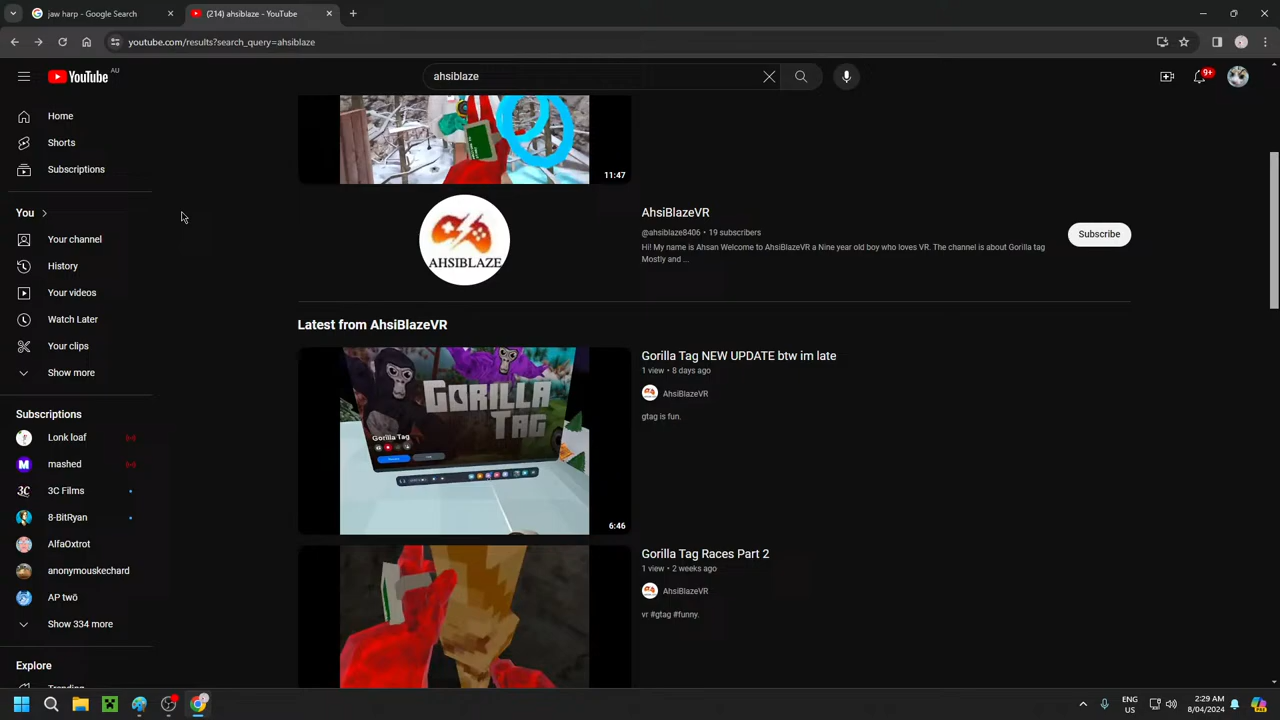 jaw harp - Google Search
(214) ahsiblaze - YouTube
youtube.com/results?search_query=ahsiblaze
YouTube AU
ahsiblaze
9+
Home
Shorts
Subscriptions
You
Your channel
History
Your videos
Watch Later
Your clips
Show more
Subscriptions
Lonk loaf
mashed
3C Films
8-BitRyan
AlfaOxtrot
anonymouskechard
AP twö
Show 334 more
Explore
Trending
11:47
AHSIBLAZE
AhsiBlazeVR
@ahsiblaze8406 • 19 subscribers
Hi! My name is Ahsan Welcome to AhsiBlazeVR a Nine year old boy who loves VR. The channel is about Gorilla tag
Mostly and ...
Subscribe
Latest from AhsiBlazeVR
GORILLA
TAG
Gorilla Tag
6:46
Gorilla Tag NEW UPDATE btw im late
1 view • 8 days ago
AhsiBlazeVR
gtag is fun.
Gorilla Tag Races Part 2
1 view • 2 weeks ago
AhsiBlazeVR
vr #gtag #funny.
ENG
US
2:29 AM
8/04/2024